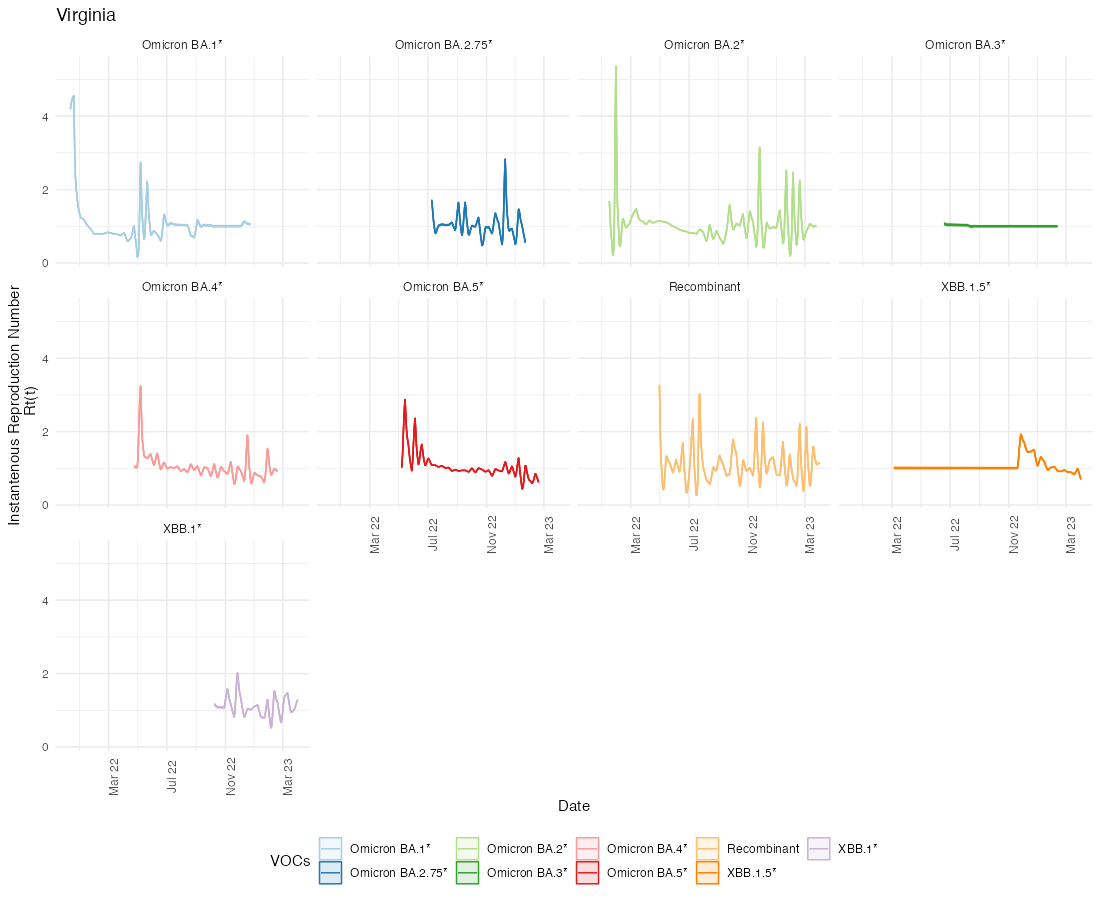 Virginia
Omicron BA.1* Omicron BA.2.75* Omicron BA.2* Omicron BA.3*
4
2
0
Omicron BA.4* Omicron BA.5* Recombinant XBB.1.5*
4
2
0
Mar 22 Jul 22 Nov 22 Mar 23 Mar 22 Jul 22 Nov 22 Mar 23 Mar 22 Jul 22 Nov 22 Mar 23
XBB.1*
4
2
0
Mar 22 Jul 22 Nov 22 Mar 23
Instantenous Reproduction Number
Rt(t)
Date
VOCs
Omicron BA.1* Omicron BA.2* Omicron BA.4* Recombinant XBB.1*
Omicron BA.2.75* Omicron BA.3* Omicron BA.5* XBB.1.5*